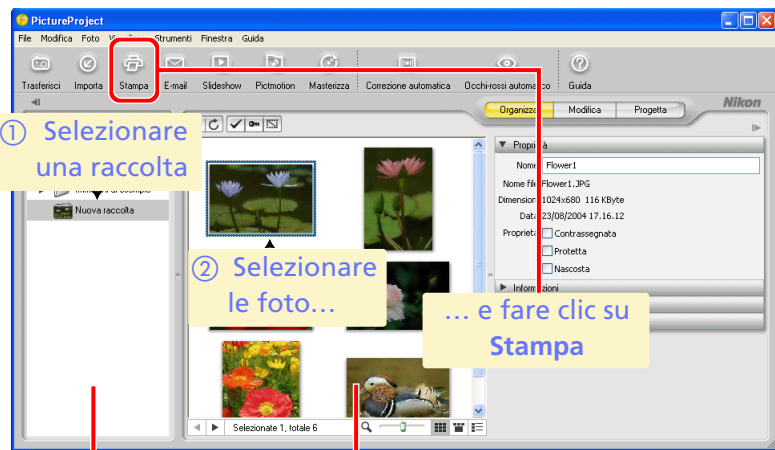 PictureProject
File Modifica Foto Strumenti Finestra Guida
Trasferisci Importa Stampa E-mail Slideshow Pictmotion Masterizza Correzione automatica Occhi-rossi automatico Guida
Organizza Modifica Progetta Nikon
① Selezionare
una raccolta
Nuova raccolta
② Selezionare
le foto...
Proprietà
Nome Flower1
Nome file Flower1.JPG
Dimensioni 1024x680 116 KByte
Data 23/08/2004 17.16.12
Proprietà Contrassegnata
Protetta
Nascosta
Informazioni
... e fare clic su
Stampa
Selezionate 1, totale 6